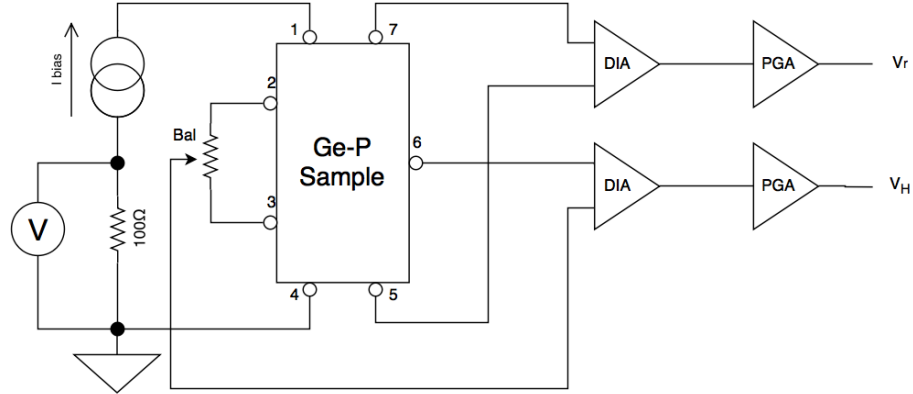 1
7
I bias
DIA
PGA
Vr
2
Bal
Ge-P
Sample
6
3
V
100Ω
DIA
PGA
VH
4
5